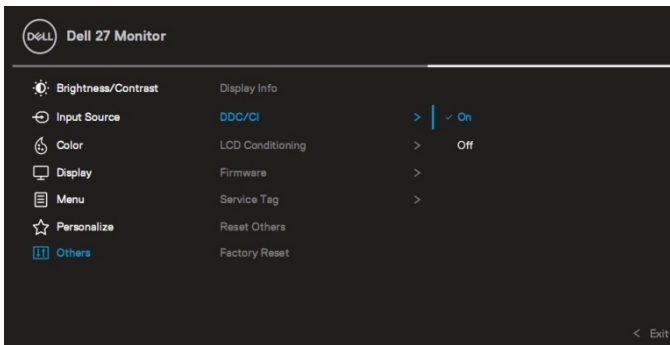 DELL Dell 27 Monitor
Brightness/Contrast Display Info
Input Source DDC/CI > ✓ On
Color LCD Conditioning > Off
Display Firmware >
Menu Service Tag >
Personalize Reset Others
Others Factory Reset
< Exit